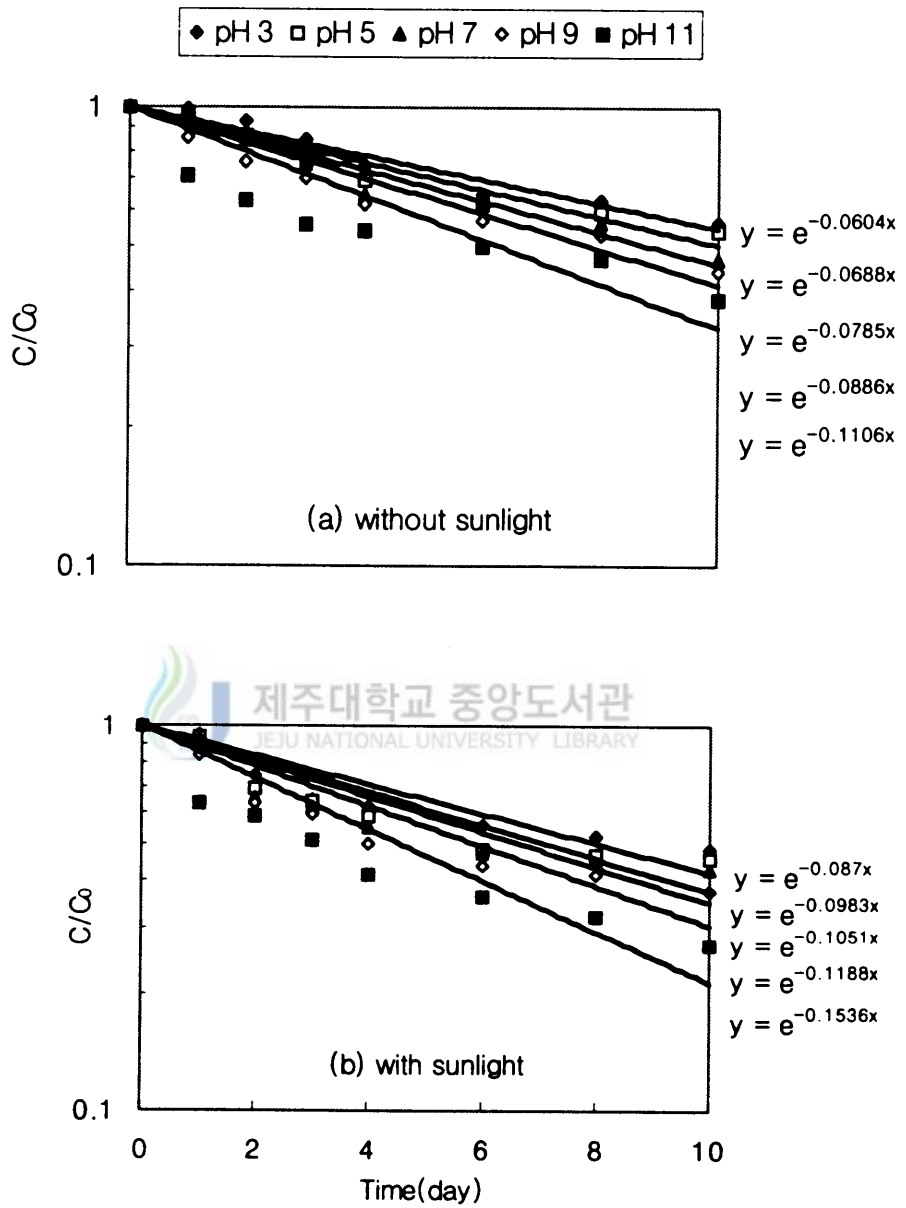 pH 3 pH 5 pH 7 pH 9 pH 11
1
C/C0
y = e^-0.0604x
y = e^-0.0688x
y = e^-0.0785x
y = e^-0.0886x
y = e^-0.1106x
(a) without sunlight
0.1
제주대학교 중앙도서관
JEJU NATIONAL UNIVERSITY LIBRARY
1
C/C0
y = e^-0.087x
y = e^-0.0983x
y = e^-0.1051x
y = e^-0.1188x
y = e^-0.1536x
(b) with sunlight
0.1
0 2 4 6 8 10
Time(day)